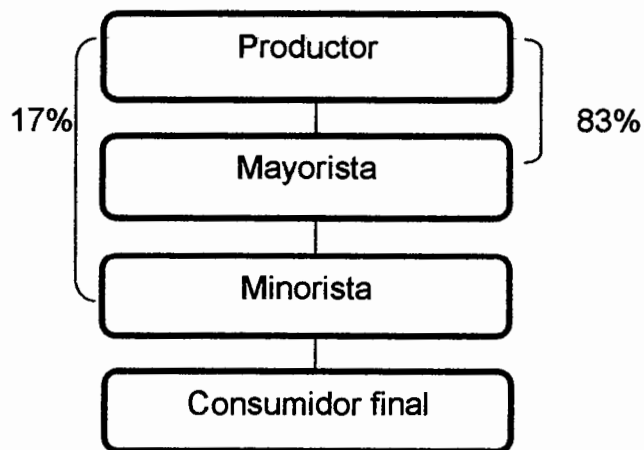 Productor
17%
83%
Mayorista
Minorista
Consumidor final